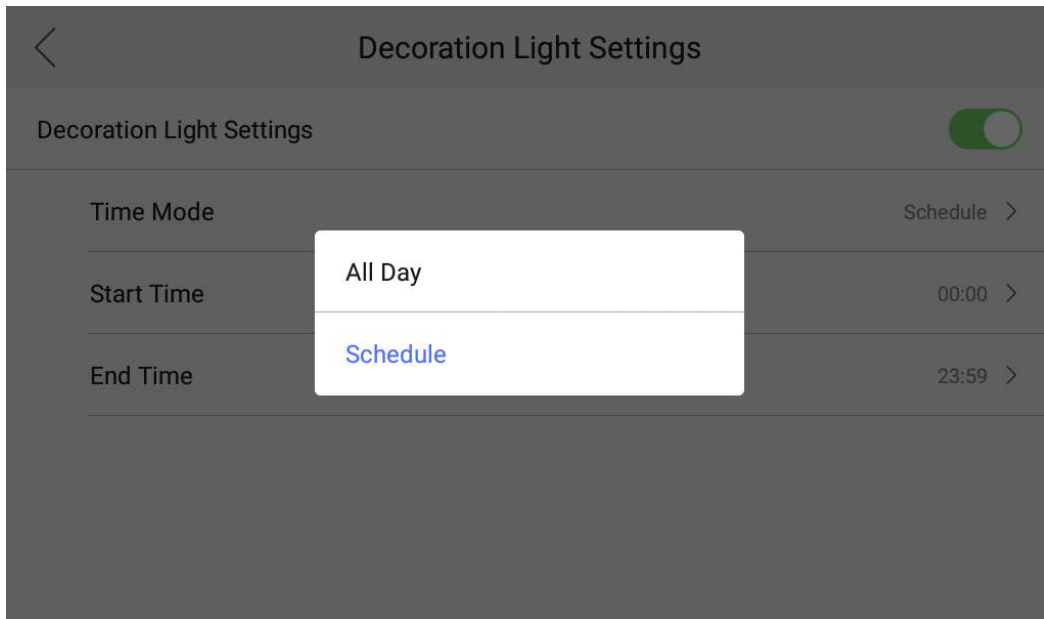 Decoration Light Settings
Decoration Light Settings
Time Mode
Schedule
All Day
Start Time
00:00
Schedule
End Time
23:59